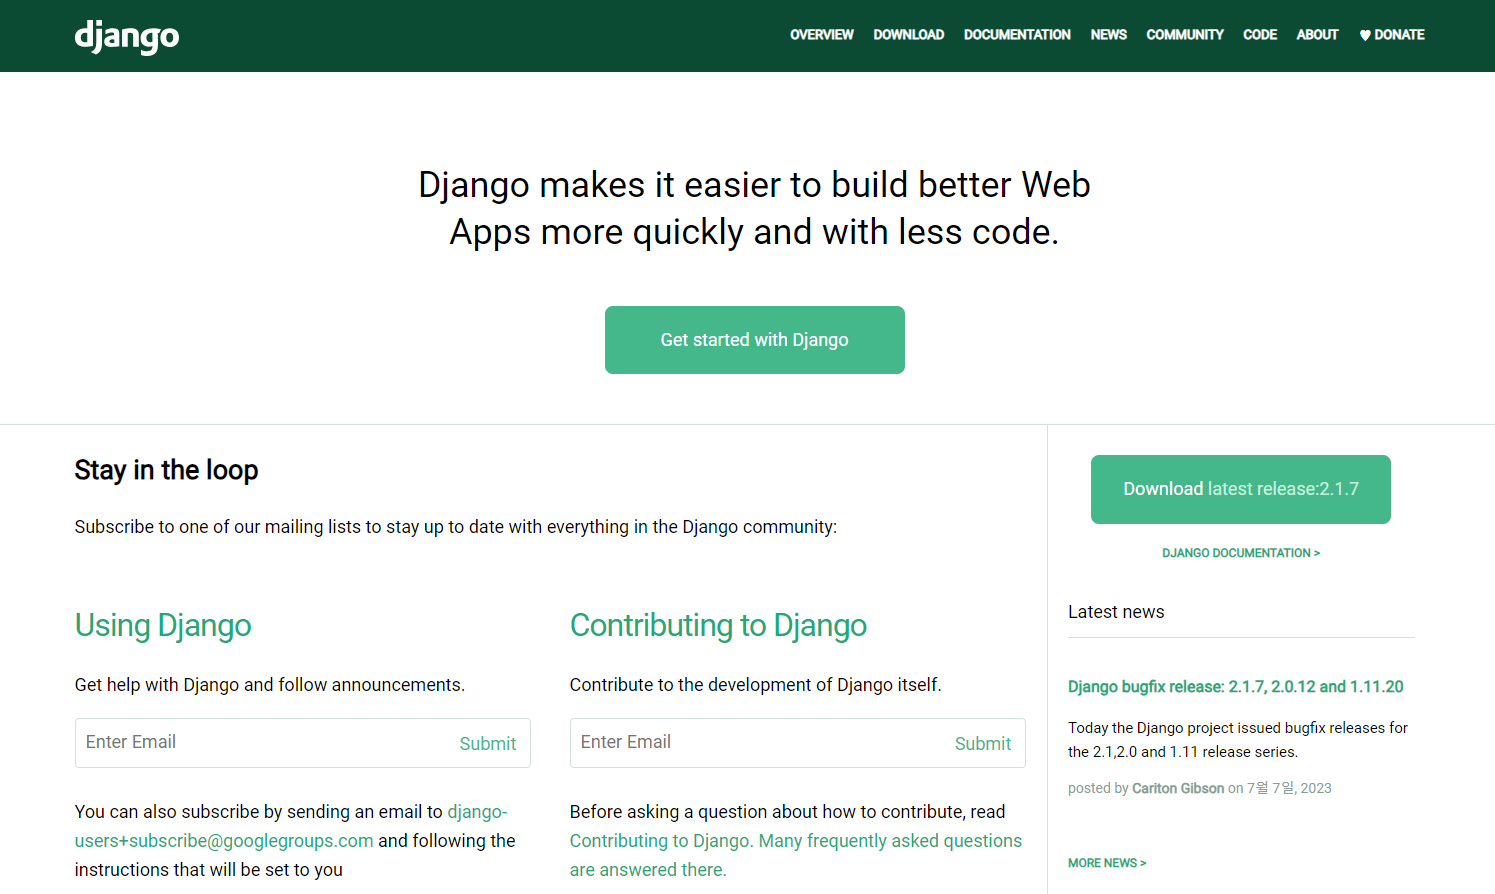 django
OVERVIEW DOWNLOAD DOCUMENTATION NEWS COMMUNITY CODE ABOUT ♥ DONATE
Django makes it easier to build better Web
Apps more quickly and with less code.
Get started with Django
Stay in the loop
Subscribe to one of our mailing lists to stay up to date with everything in the Django community:
Using Django
Get help with Django and follow announcements.
Enter Email Submit
You can also subscribe by sending an email to django-
users+subscribe@googlegroups.com and following the
instructions that will be set to you
Contributing to Django
Contribute to the development of Django itself.
Enter Email Submit
Before asking a question about how to contribute, read
Contributing to Django. Many frequently asked questions
are answered there.
Download latest release:2.1.7
DJANGO DOCUMENTATION >
Latest news
Django bugfix release: 2.1.7, 2.0.12 and 1.11.20
Today the Django project issued bugfix releases for
the 2.1,2.0 and 1.11 release series.
posted by Cariton Gibson on 7월 7일, 2023
MORE NEWS >